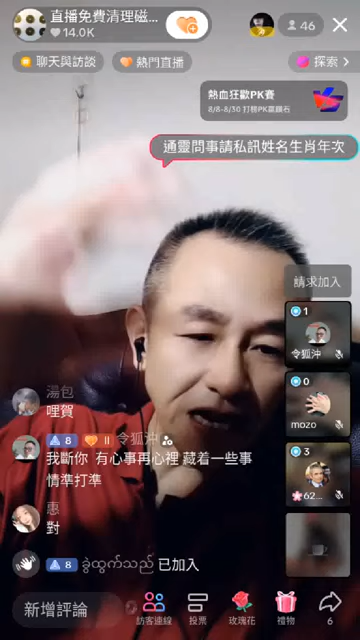 直播免費清理磁...
14.0K
46
聊天與訪談
熱門直播
探索
熱血狂歡PK賽
8/8-8/30 打榜PK贏鑽石
通靈問事請私訊姓名生肖年次
請求加入
1
令狐沖
0
mozo
3
62...
湯包
哩賀
8 II 令狐沖
我斷你 有心事再心裡 藏着一些事
情準打準
惠
對
8 ခွဲထွက်သည် 已加入
新增評論
訪客連線
投票
玫瑰花
禮物
6